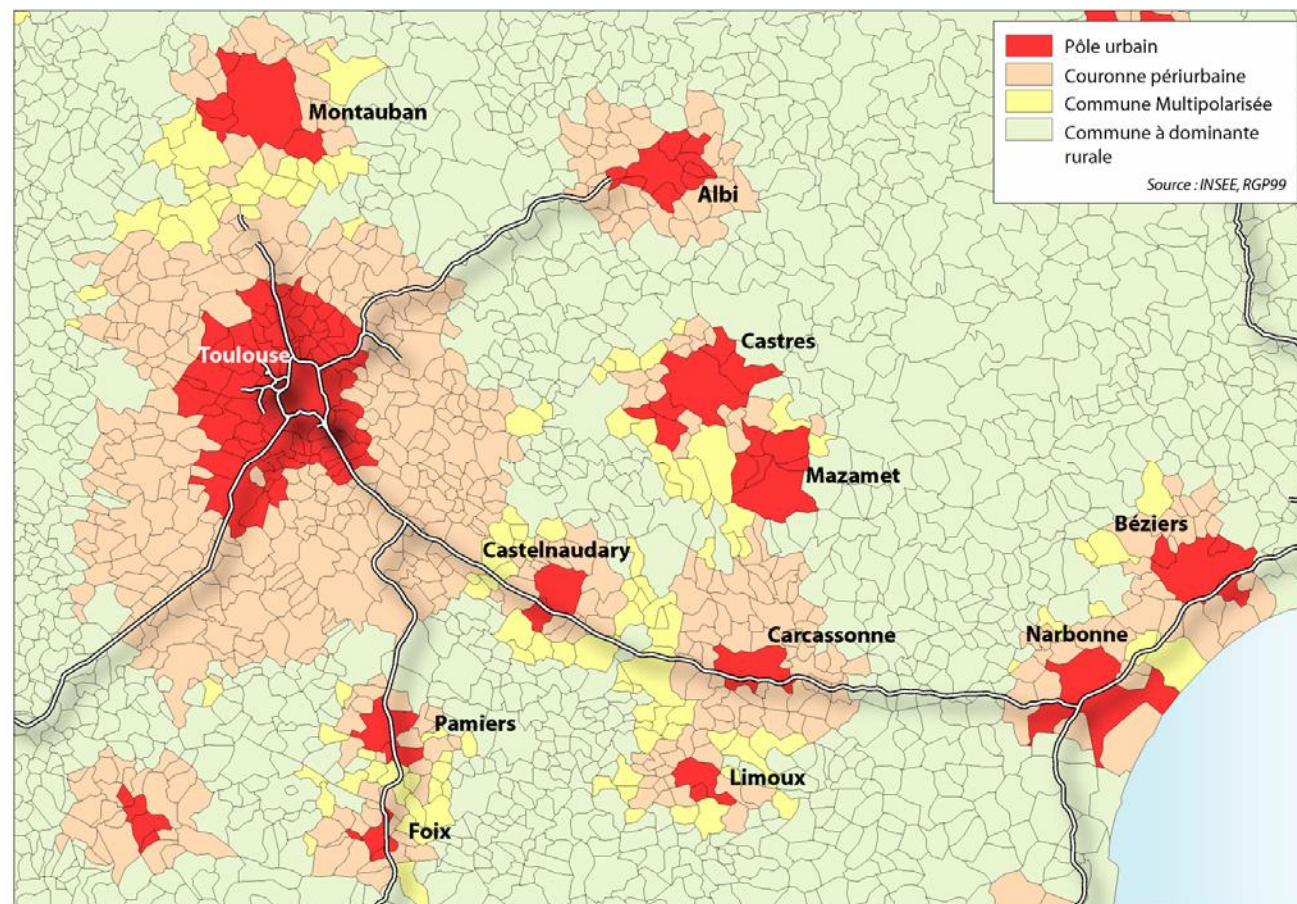 Pôle urbain
Couronne périurbaine
Commune Multipolarisée
Commune à dominante
rurale
Source : INSEE, RGP99
Montauban
Albi
Toulouse
Castres
Mazamet
Béziers
Castelnaudary
Carcassonne
Narbonne
Pamiers
Limoux
Foix